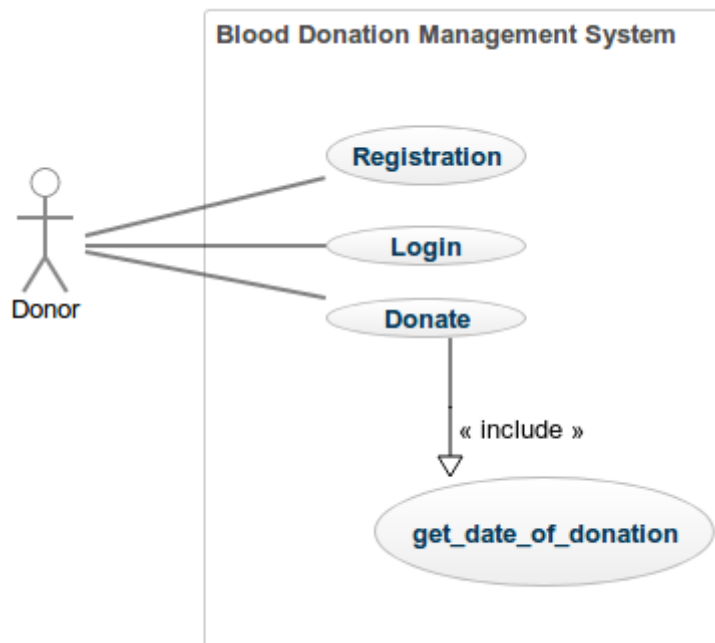 Blood Donation Management System
Registration
Login
Donor
Donate
« include »
get_date_of_donation